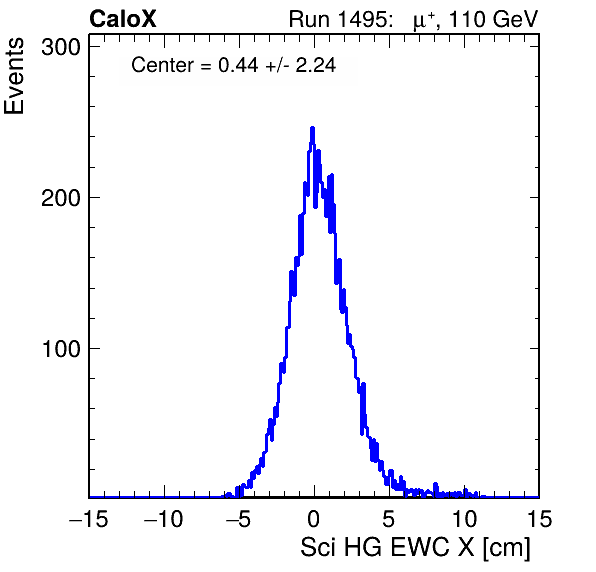 CaloX Run 1495: μ⁺, 110 GeV
Events
300
Center = 0.44 +/- 2.24
200
100
−15 −10 −5 0 5 10 15
Sci HG EWC X [cm]